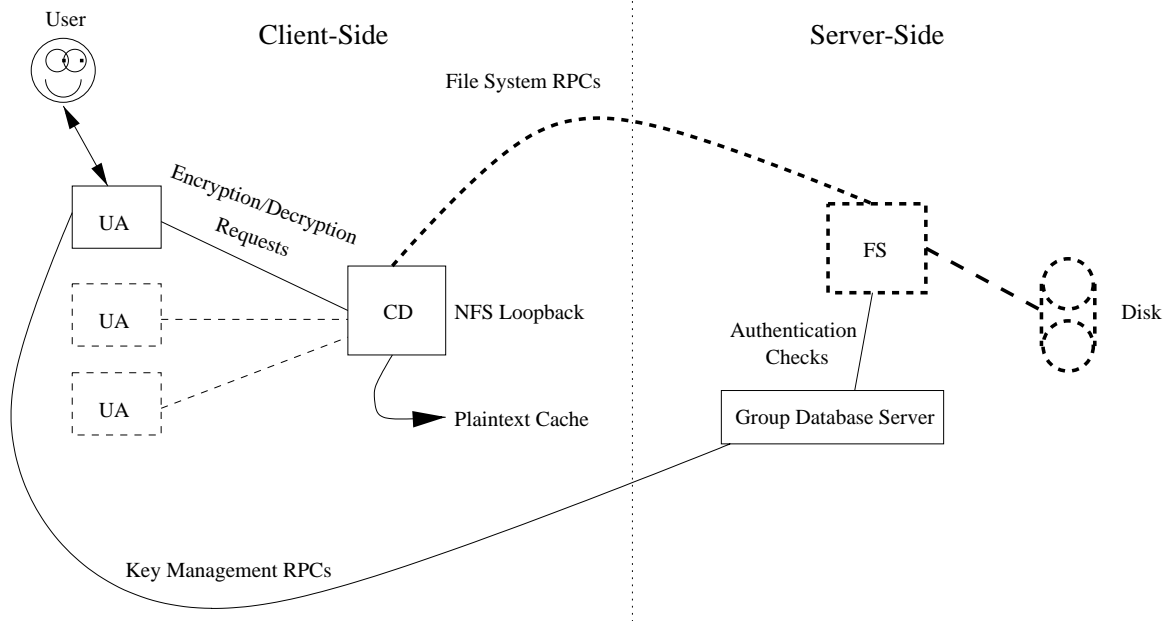 User
Client-Side
Server-Side
File System RPCs
Encryption/Decryption
Requests
UA
FS
CD
NFS Loopback
Disk
UA
Authentication
Checks
UA
Plaintext Cache
Group Database Server
Key Management RPCs